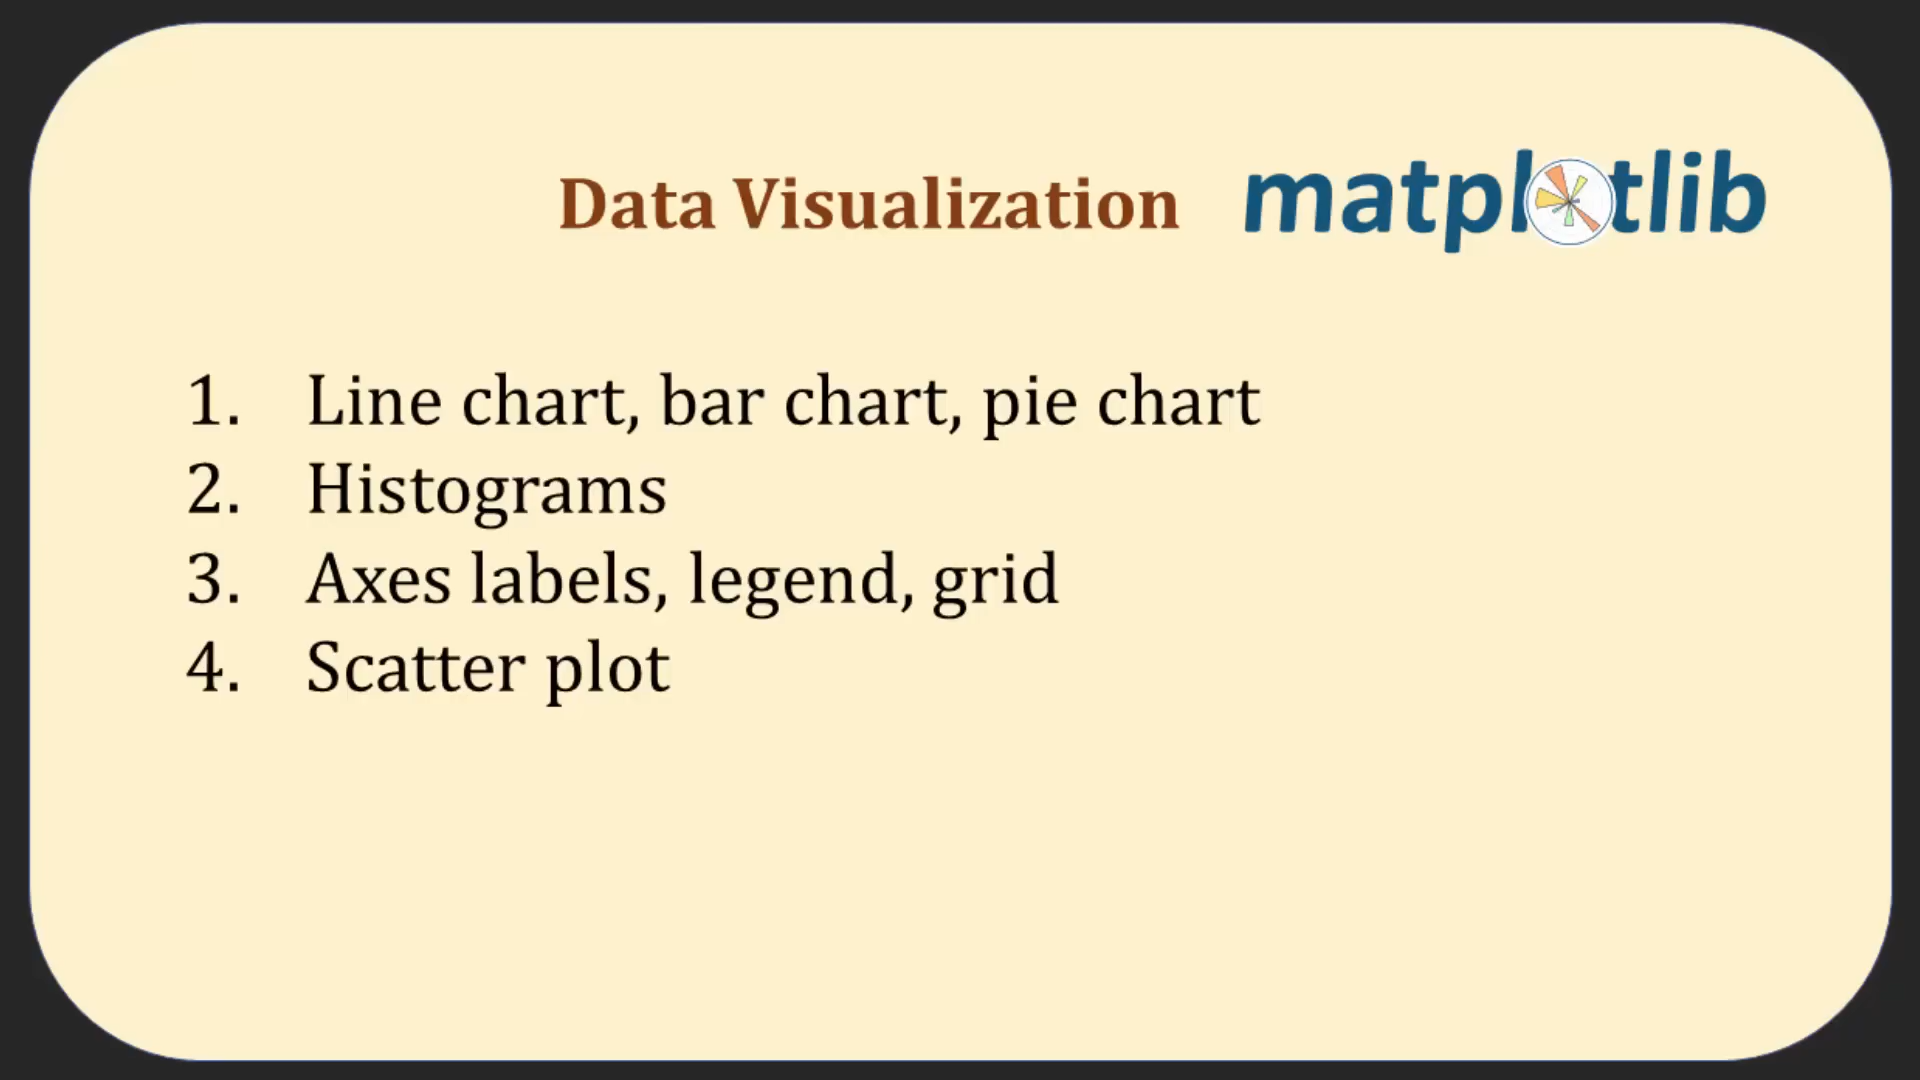 Data Visualization matplotlib
1. Line chart, bar chart, pie chart
2. Histograms
3. Axes labels, legend, grid
4. Scatter plot